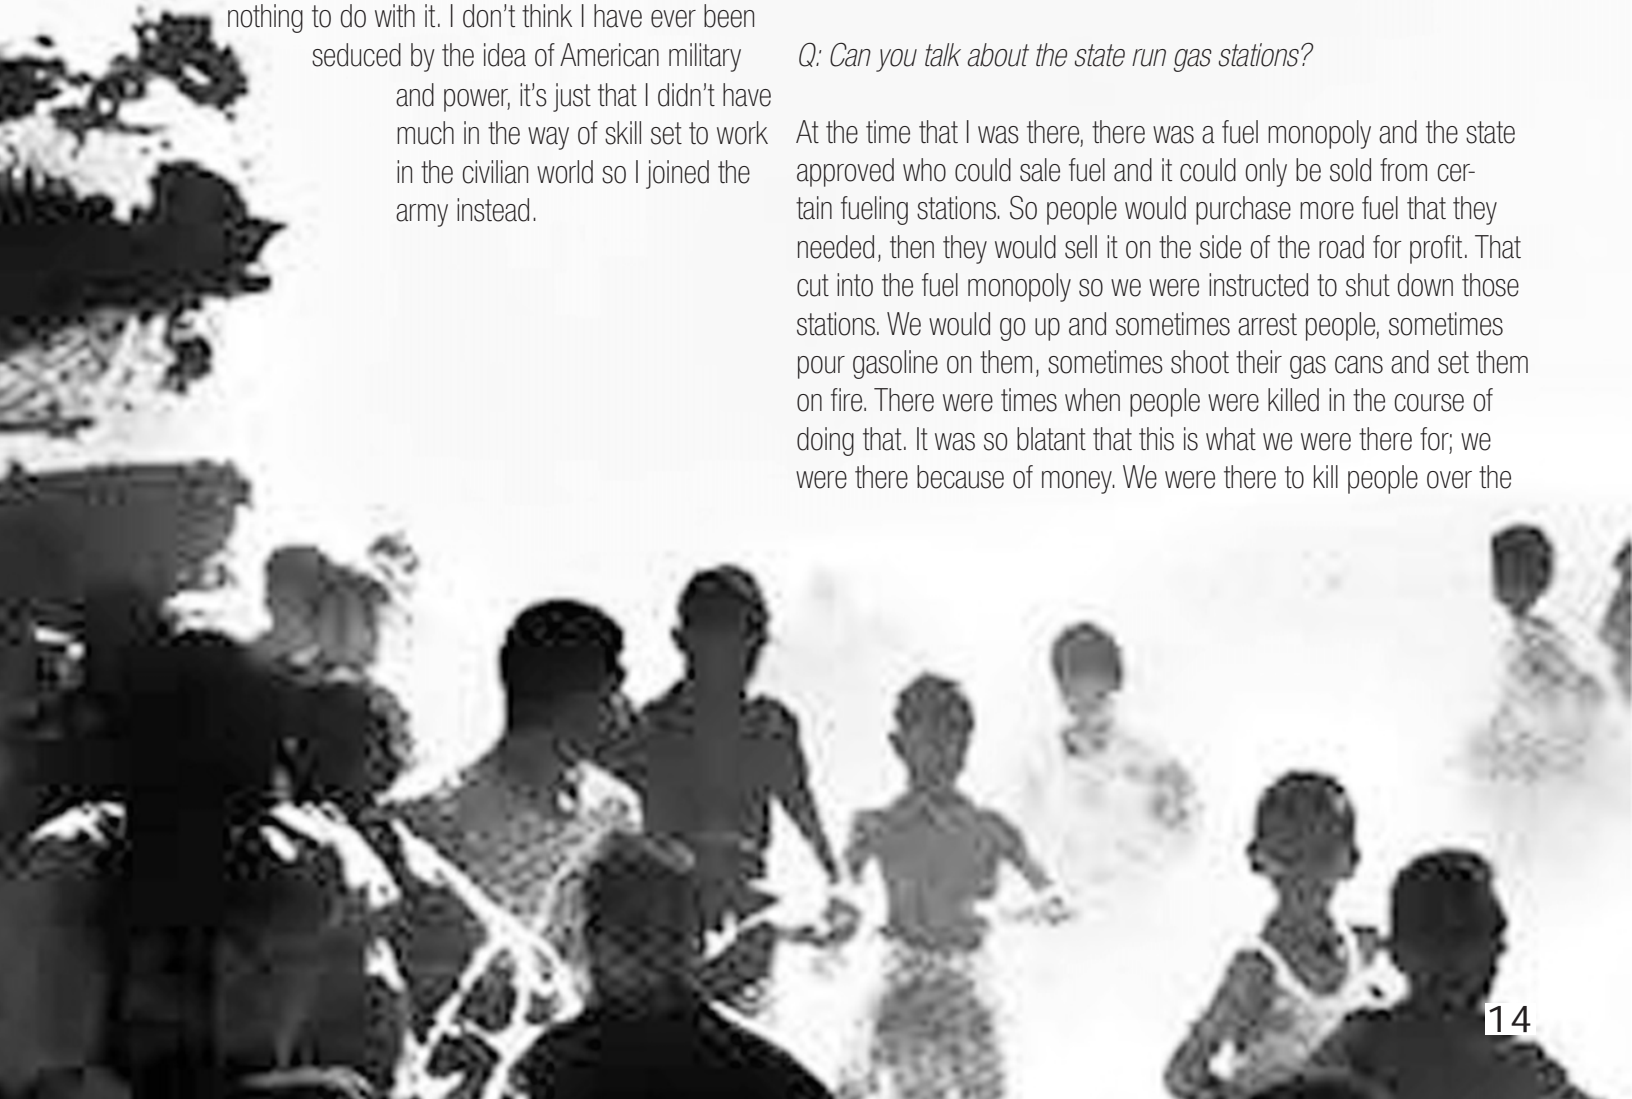 nothing to do with it. I don't think I have ever been
seduced by the idea of American military
and power, it's just that I didn't have
much in the way of skill set to work
in the civilian world so I joined the
army instead.
Q: Can you talk about the state run gas stations?
At the time that I was there, there was a fuel monopoly and the state
approved who could sale fuel and it could only be sold from cer-
tain fueling stations. So people would purchase more fuel that they
needed, then they would sell it on the side of the road for profit. That
cut into the fuel monopoly so we were instructed to shut down those
stations. We would go up and sometimes arrest people, sometimes
pour gasoline on them, sometimes shoot their gas cans and set them
on fire. There were times when people were killed in the course of
doing that. It was so blatant that this is what we were there for; we
were there because of money. We were there to kill people over the
14